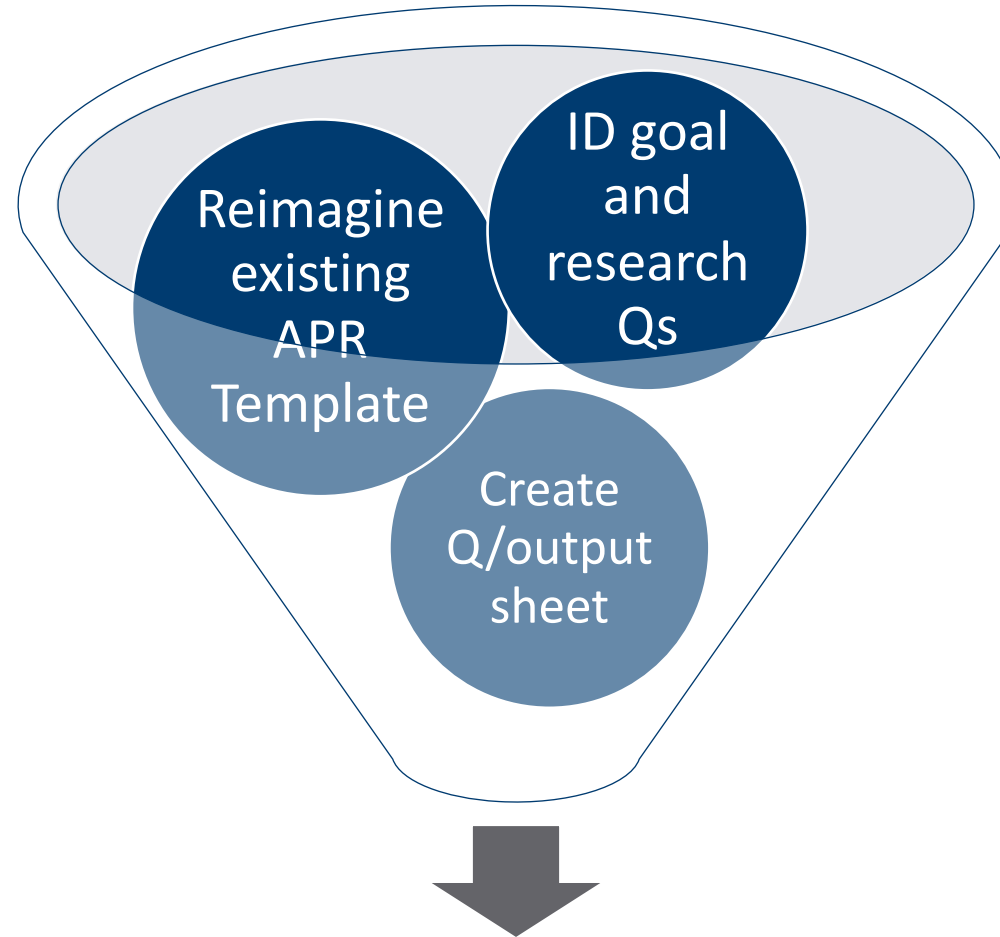 Reimagine
existing
APR
Template
ID goal
and
research
Qs
Create
Q/output
sheet